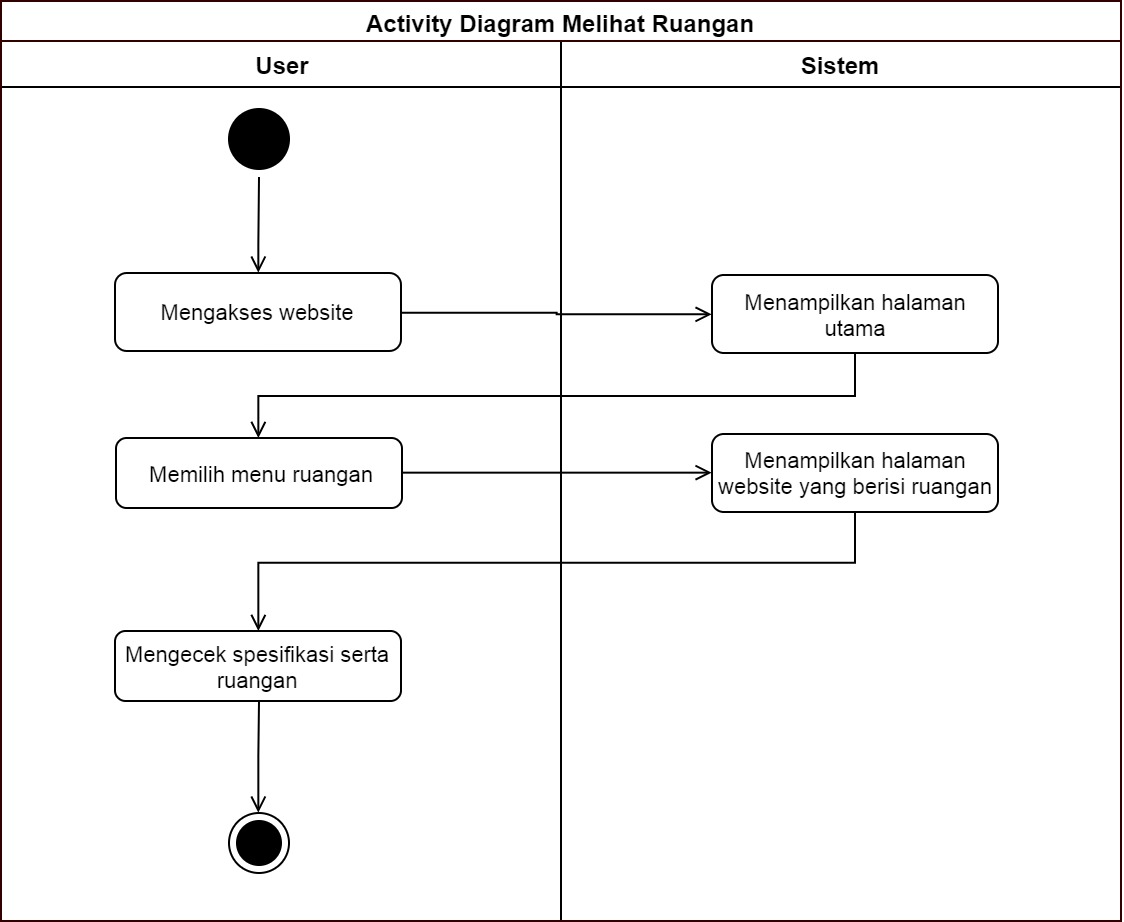 Activity Diagram Melihat Ruangan
User
Sistem
Mengakses website
Menampilkan halaman
utama
Memilih menu ruangan
Menampilkan halaman
website yang berisi ruangan
Mengecek spesifikasi serta
ruangan